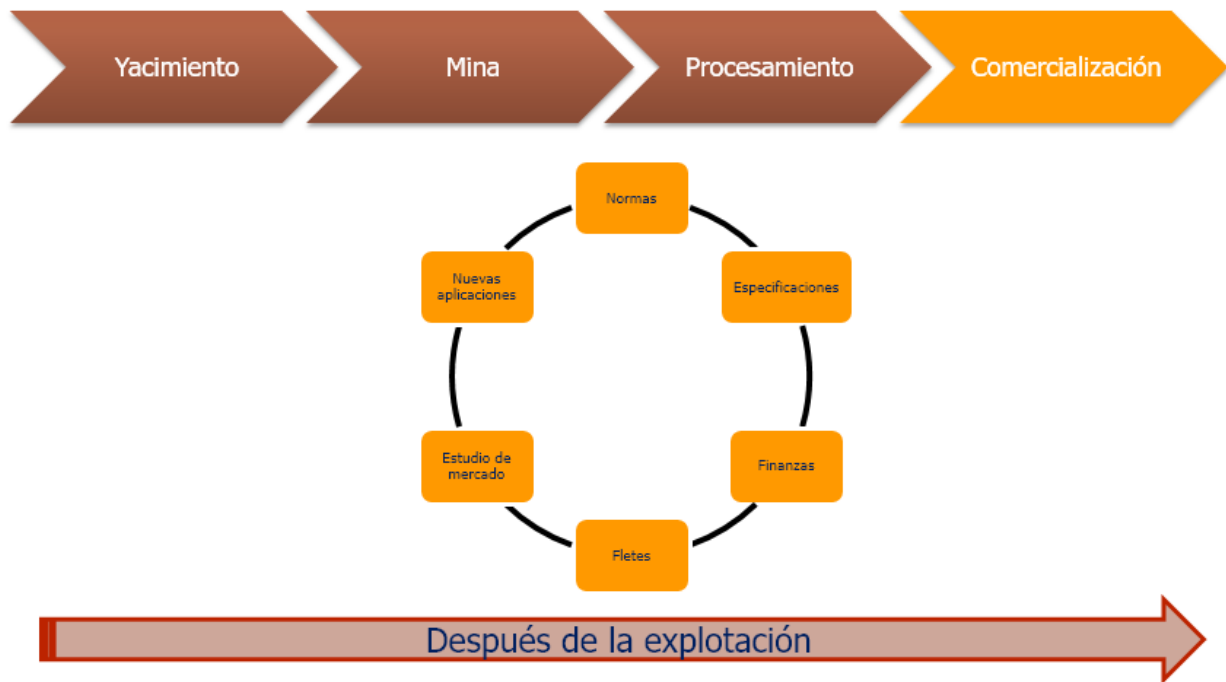 Yacimiento
Mina
Procesamiento
Comercialización
Normas
Nuevas
aplicaciones
Especificaciones
Estudio de
mercado
Finanzas
Fletes
Después de la explotación